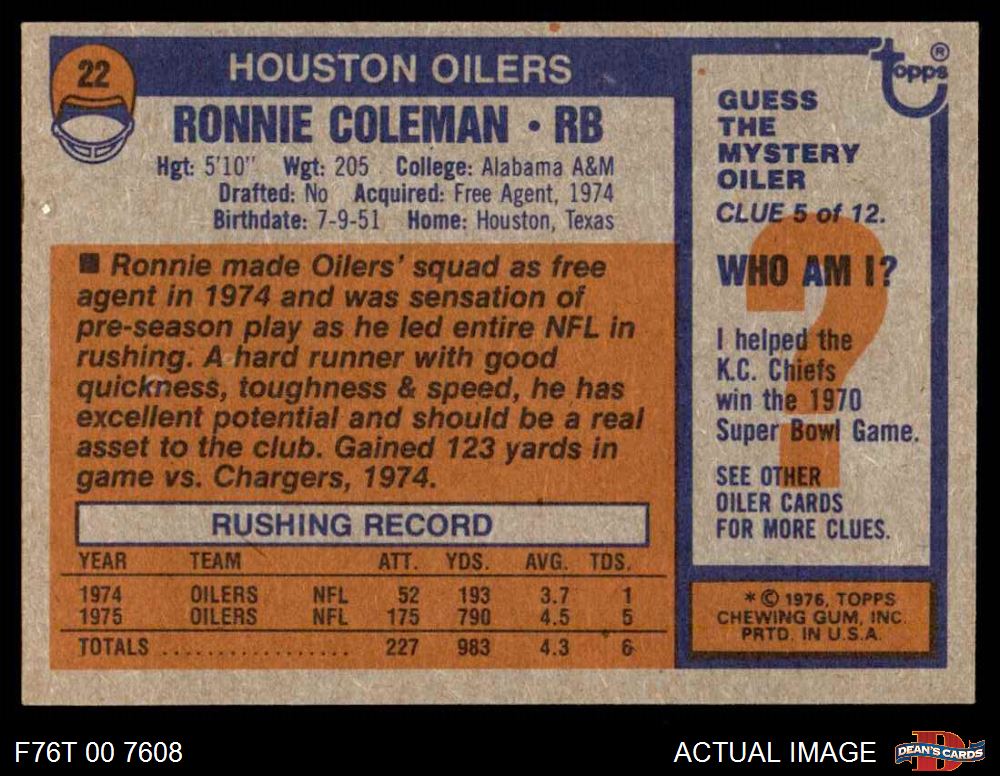 22
HOUSTON OILERS
RONNIE COLEMAN • RB
Hgt: 5'10" Wgt: 205 College: Alabama A&M
Drafted: No Acquired: Free Agent, 1974
Birthdate: 7-9-51 Home: Houston, Texas
■ Ronnie made Oilers' squad as free
agent in 1974 and was sensation of
pre-season play as he led entire NFL in
rushing. A hard runner with good
quickness, toughness & speed, he has
excellent potential and should be a real
asset to the club. Gained 123 yards in
game vs. Chargers, 1974.
RUSHING RECORD
YEAR TEAM ATT. YDS. AVG. TDS.
1974 OILERS NFL 52 193 3.7 1
1975 OILERS NFL 175 790 4.5 5
TOTALS ................. 227 983 4.3 6
topps ®
GUESS
THE
MYSTERY
OILER
CLUE 5 of 12.
WHO AM I?
?
I helped the
K.C. Chiefs
win the 1970
Super Bowl Game.
SEE OTHER
OILER CARDS
FOR MORE CLUES.
* © 1976, TOPPS
CHEWING GUM, INC.
PRTD. IN U.S.A.
F76T 00 7608
ACTUAL IMAGE
D
DEAN'S CARDS